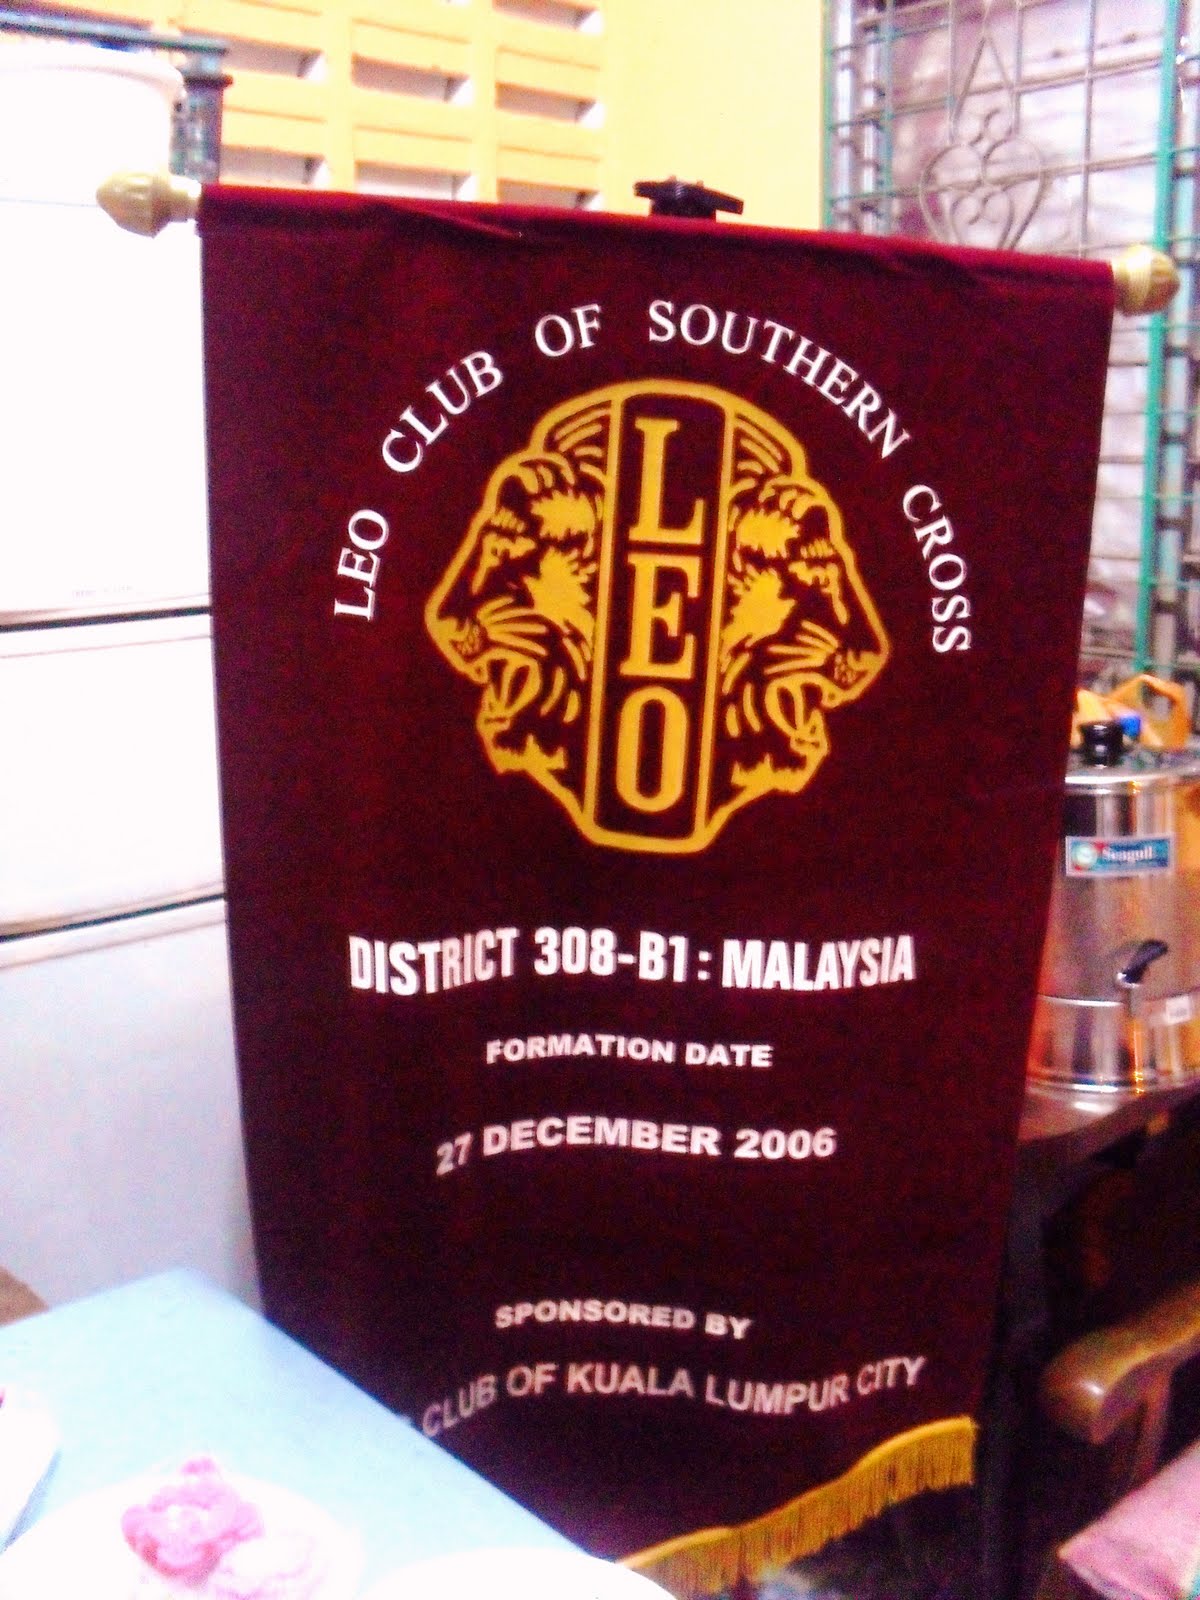 LEO CLUB OF SOUTHERN CROSS
LEO
DISTRICT 308-B1: MALAYSIA
FORMATION DATE
27 DECEMBER 2006
SPONSORED BY
CLUB OF KUALA LUMPUR CITY
Seagull